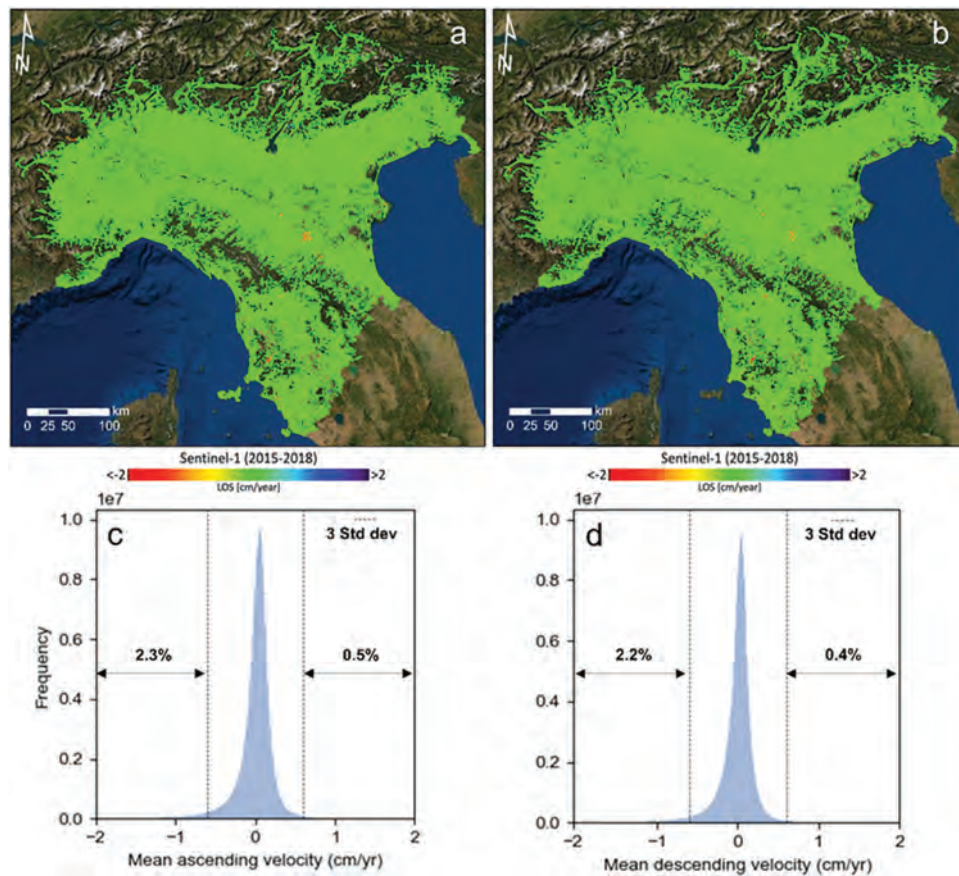 a
N
0 25 50 100 km
Sentinel-1 (2015-2018)
<-2 >2
LOS [cm/year]
b
N
0 25 50 100 km
Sentinel-1 (2015-2018)
<-2 >2
LOS [cm/year]
1e7
c
3 Std dev
2.3% 0.5%
Frequency
1.0
0.8
0.6
0.4
0.2
0.0
−2 −1 0 1 2
Mean ascending velocity (cm/yr)
1e7
d
3 Std dev
2.2% 0.4%
1.0
0.8
0.6
0.4
0.2
0.0
−2 −1 0 1 2
Mean descending velocity (cm/yr)